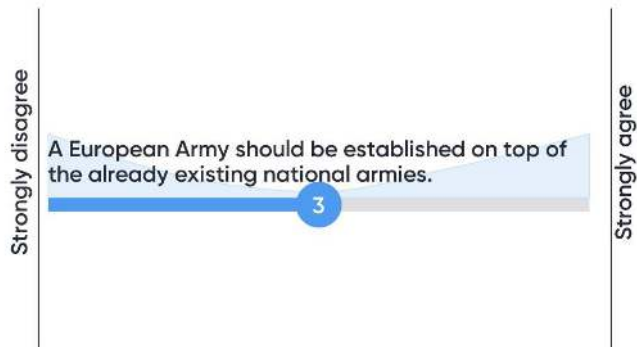 Strongly disagree
A European Army should be established on top of
the already existing national armies.
3
Strongly agree